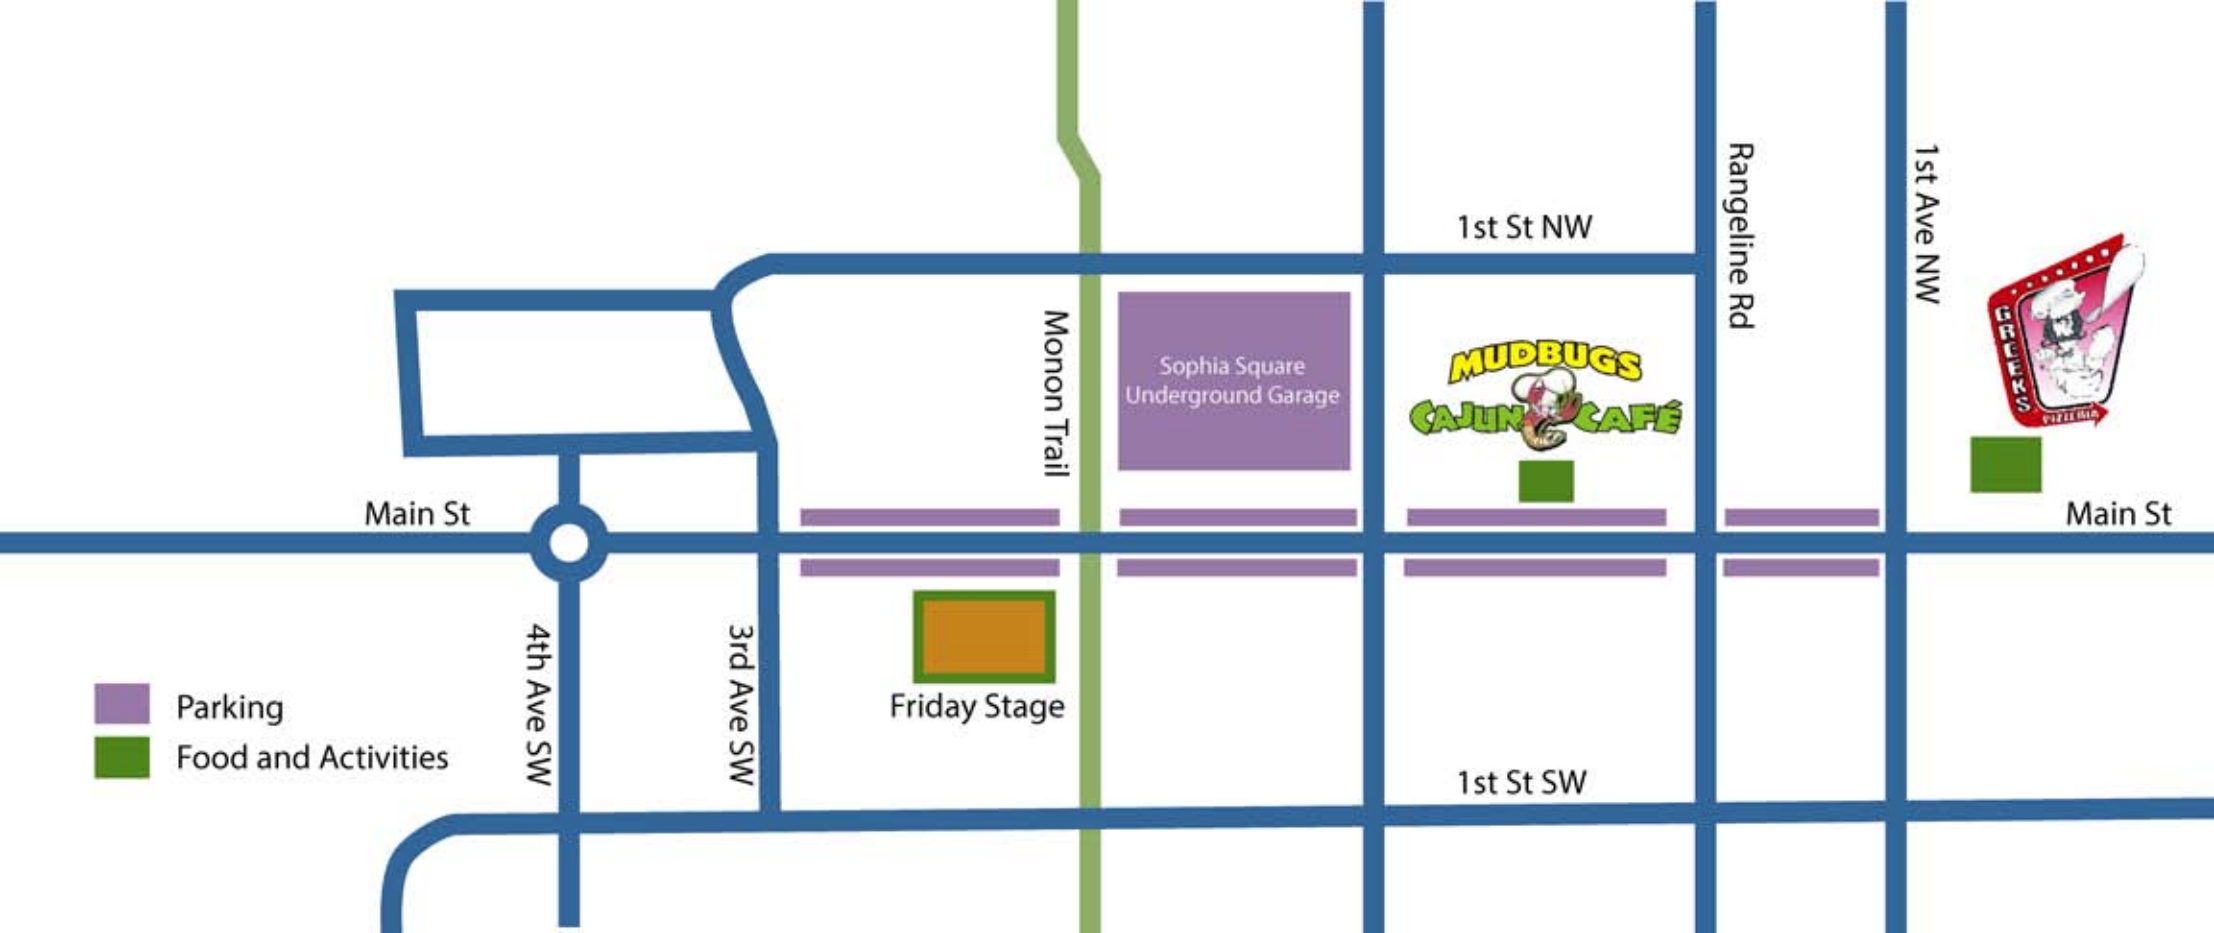 1st St NW
Rangeline Rd
1st Ave NW
Monon Trail
Sophia Square
Underground Garage
MUDBUGS
CAJUN CAFÉ
GREEKS
PIZZERIA
Main St
Main St
4th Ave SW
3rd Ave SW
Friday Stage
Parking
Food and Activities
1st St SW